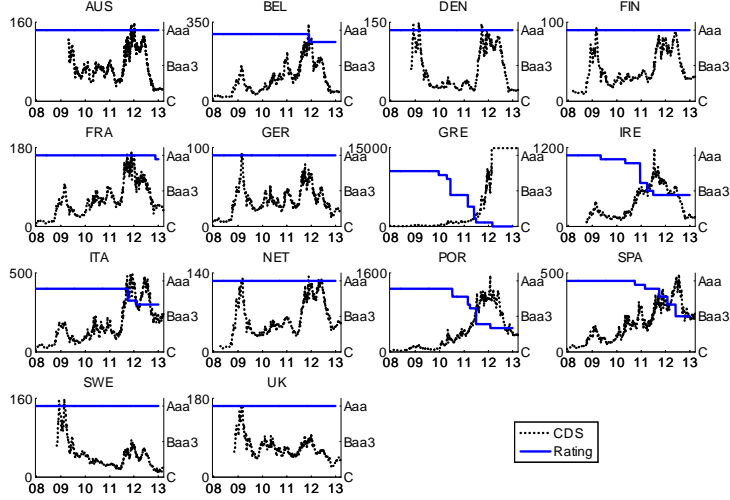 AUS BEL DEN FIN
160 Aaa 350 Aaa 150 Aaa 100 Aaa
Baa3 Baa3 Baa3 Baa3
0 C 0 C 0 C 0 C
08 09 10 11 12 13 08 09 10 11 12 13 08 09 10 11 12 13 08 09 10 11 12 13
FRA GER GRE IRE
180 Aaa 100 Aaa 15000 Aaa 1200 Aaa
Baa3 Baa3 Baa3 Baa3
0 C 0 C 0 C 0 C
08 09 10 11 12 13 08 09 10 11 12 13 08 09 10 11 12 13 08 09 10 11 12 13
ITA NET POR SPA
500 Aaa 140 Aaa 1600 Aaa 500 Aaa
Baa3 Baa3 Baa3 Baa3
0 C 0 C 0 C 0 C
08 09 10 11 12 13 08 09 10 11 12 13 08 09 10 11 12 13 08 09 10 11 12 13
SWE UK
160 Aaa 180 Aaa
Baa3 Baa3
0 C 0 C
08 09 10 11 12 13 08 09 10 11 12 13
CDS
Rating